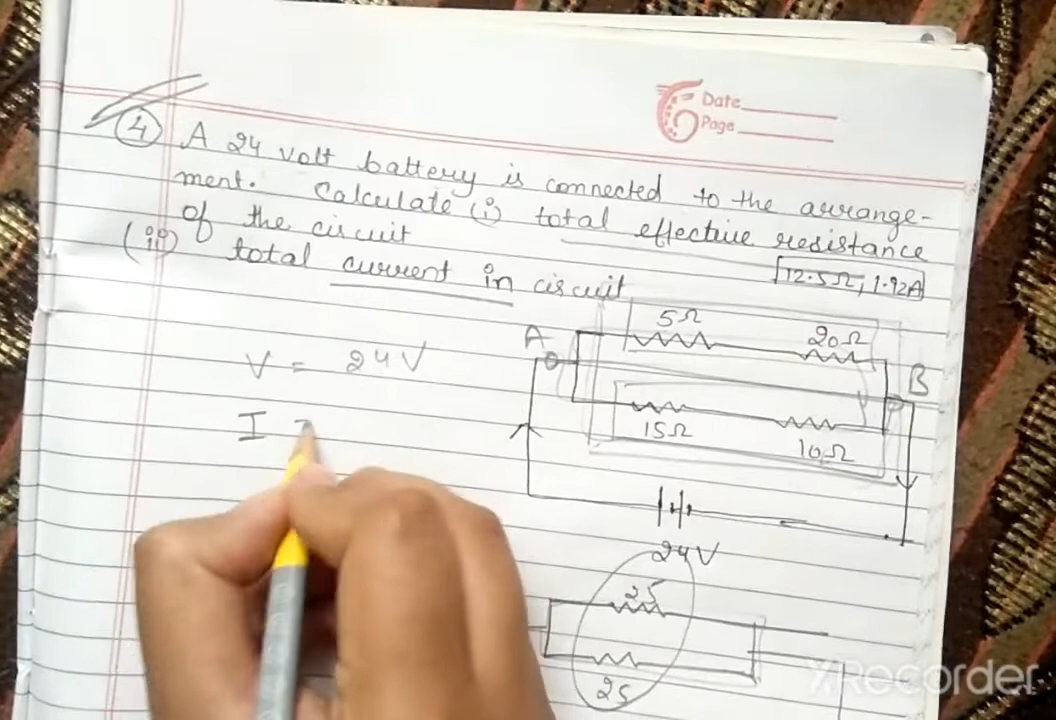 Date
Page
④ A 24 volt battery is connected to the arrange-
ment. Calculate (i) total effective resistance
of the circuit
(ii) total current in circuit
12.5Ω, 1.92A
5Ω
20Ω
A
B
V = 24V
15Ω
10Ω
I =
24V
25
25
XRecorder